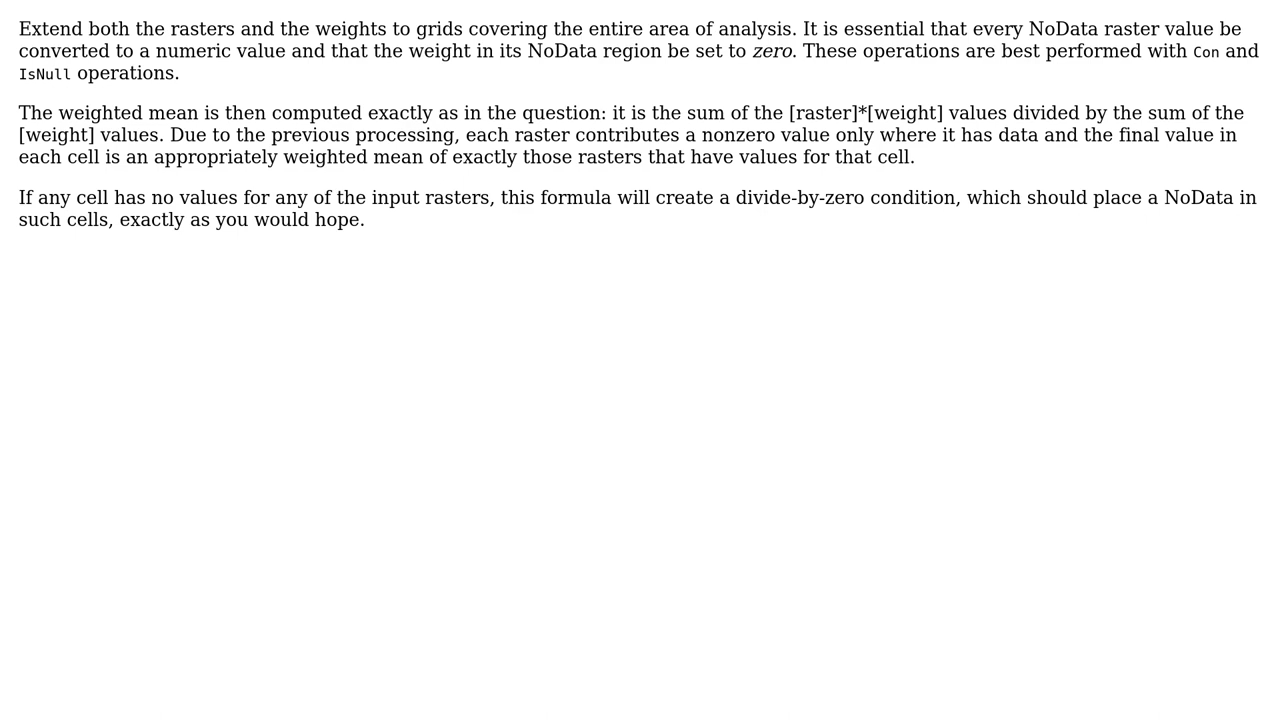 Extend both the rasters and the weights to grids covering the entire area of analysis. It is essential that every NoData raster value be
converted to a numeric value and that the weight in its NoData region be set to zero. These operations are best performed with Con and
IsNull operations.
The weighted mean is then computed exactly as in the question: it is the sum of the [raster]*[weight] values divided by the sum of the
[weight] values. Due to the previous processing, each raster contributes a nonzero value only where it has data and the final value in
each cell is an appropriately weighted mean of exactly those rasters that have values for that cell.
If any cell has no values for any of the input rasters, this formula will create a divide-by-zero condition, which should place a NoData in
such cells, exactly as you would hope.